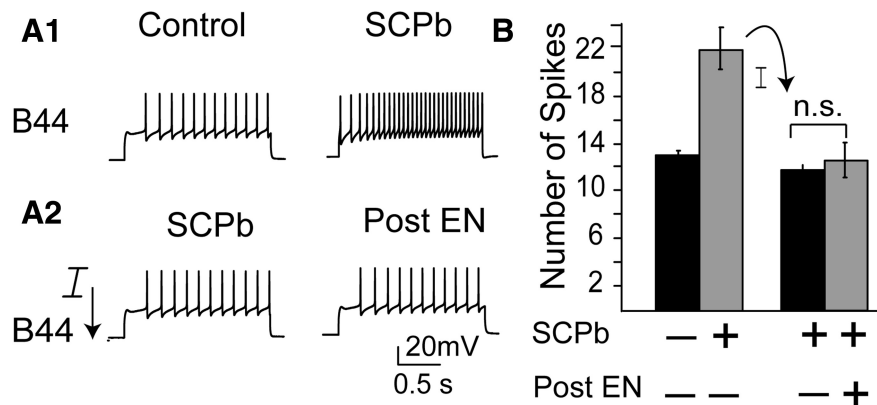 A1
Control
SCPb
B44
A2
SCPb
Post EN
I
B44
20mV
0.5 s
B
Number of Spikes
22
18
14
10
6
2
I
n.s.
SCPb — + + +
Post EN — — — +